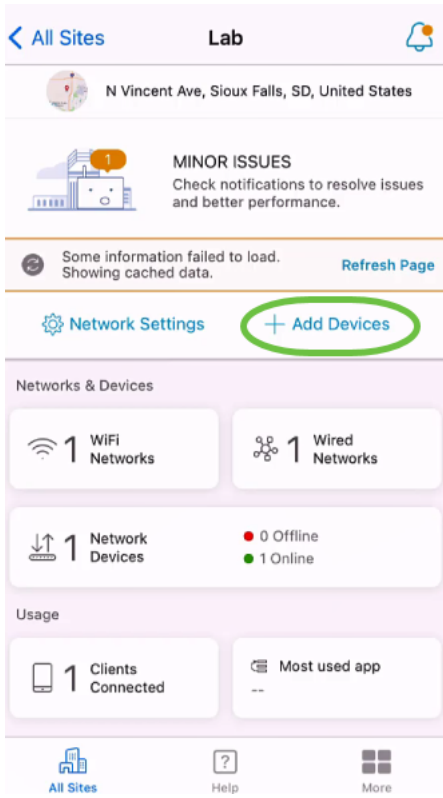 All Sites
Lab
N Vincent Ave, Sioux Falls, SD, United States
1
MINOR ISSUES
Check notifications to resolve issues
and better performance.
Some information failed to load.
Showing cached data.
Refresh Page
Network Settings
+ Add Devices
Networks & Devices
1 WiFi
Networks
1 Wired
Networks
1 Network
Devices
0 Offline
1 Online
Usage
1 Clients
Connected
Most used app
--
All Sites
?
Help
More